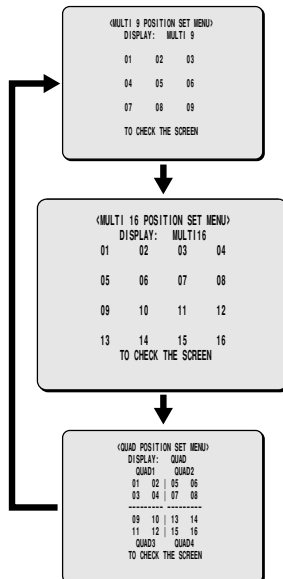 <MULTI 9 POSITION SET MENU>
DISPLAY: MULTI 9
01 02 03
04 05 06
07 08 09
TO CHECK THE SCREEN
<MULTI 16 POSITION SET MENU>
DISPLAY: MULTI16
01 02 03 04
05 06 07 08
09 10 11 12
13 14 15 16
TO CHECK THE SCREEN
<QUAD POSITION SET MENU>
DISPLAY: QUAD
QUAD1 QUAD2
01 02 | 05 06
03 04 | 07 08
--------- ---------
09 10 | 13 14
11 12 | 15 16
QUAD3 QUAD4
TO CHECK THE SCREEN